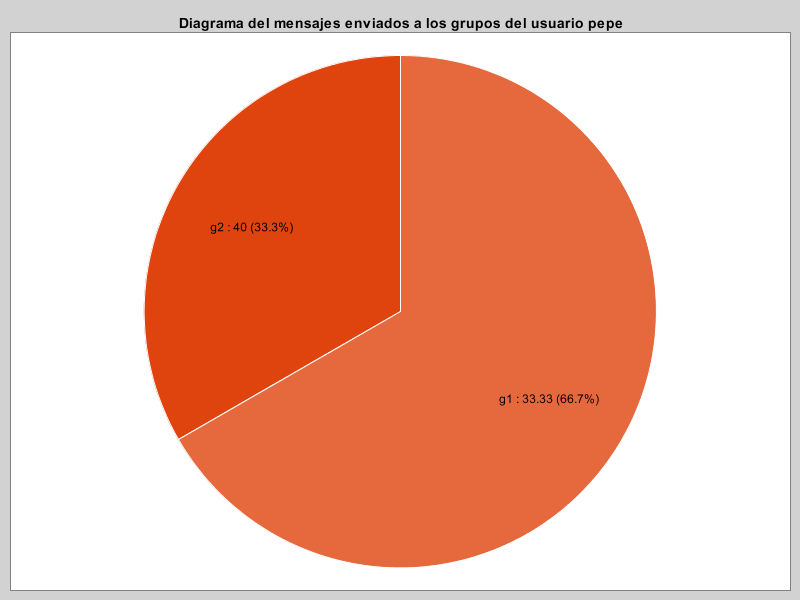 Diagrama del mensajes enviados a los grupos del usuario pepe
g2 : 40 (33.3%)
g1 : 33.33 (66.7%)